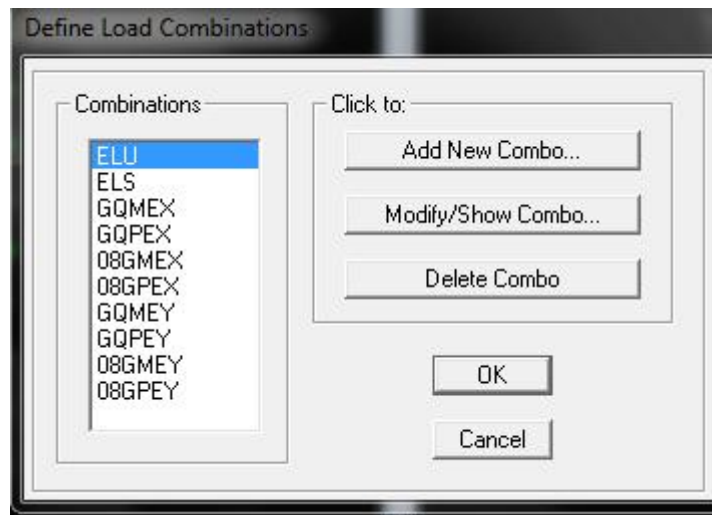 Define Load Combinations
Combinations
ELU
ELS
GQMEX
GQPEX
08GMEX
08GPEX
GQMEY
GQPEY
08GMEY
08GPEY
Click to:
Add New Combo...
Modify/Show Combo...
Delete Combo
OK
Cancel